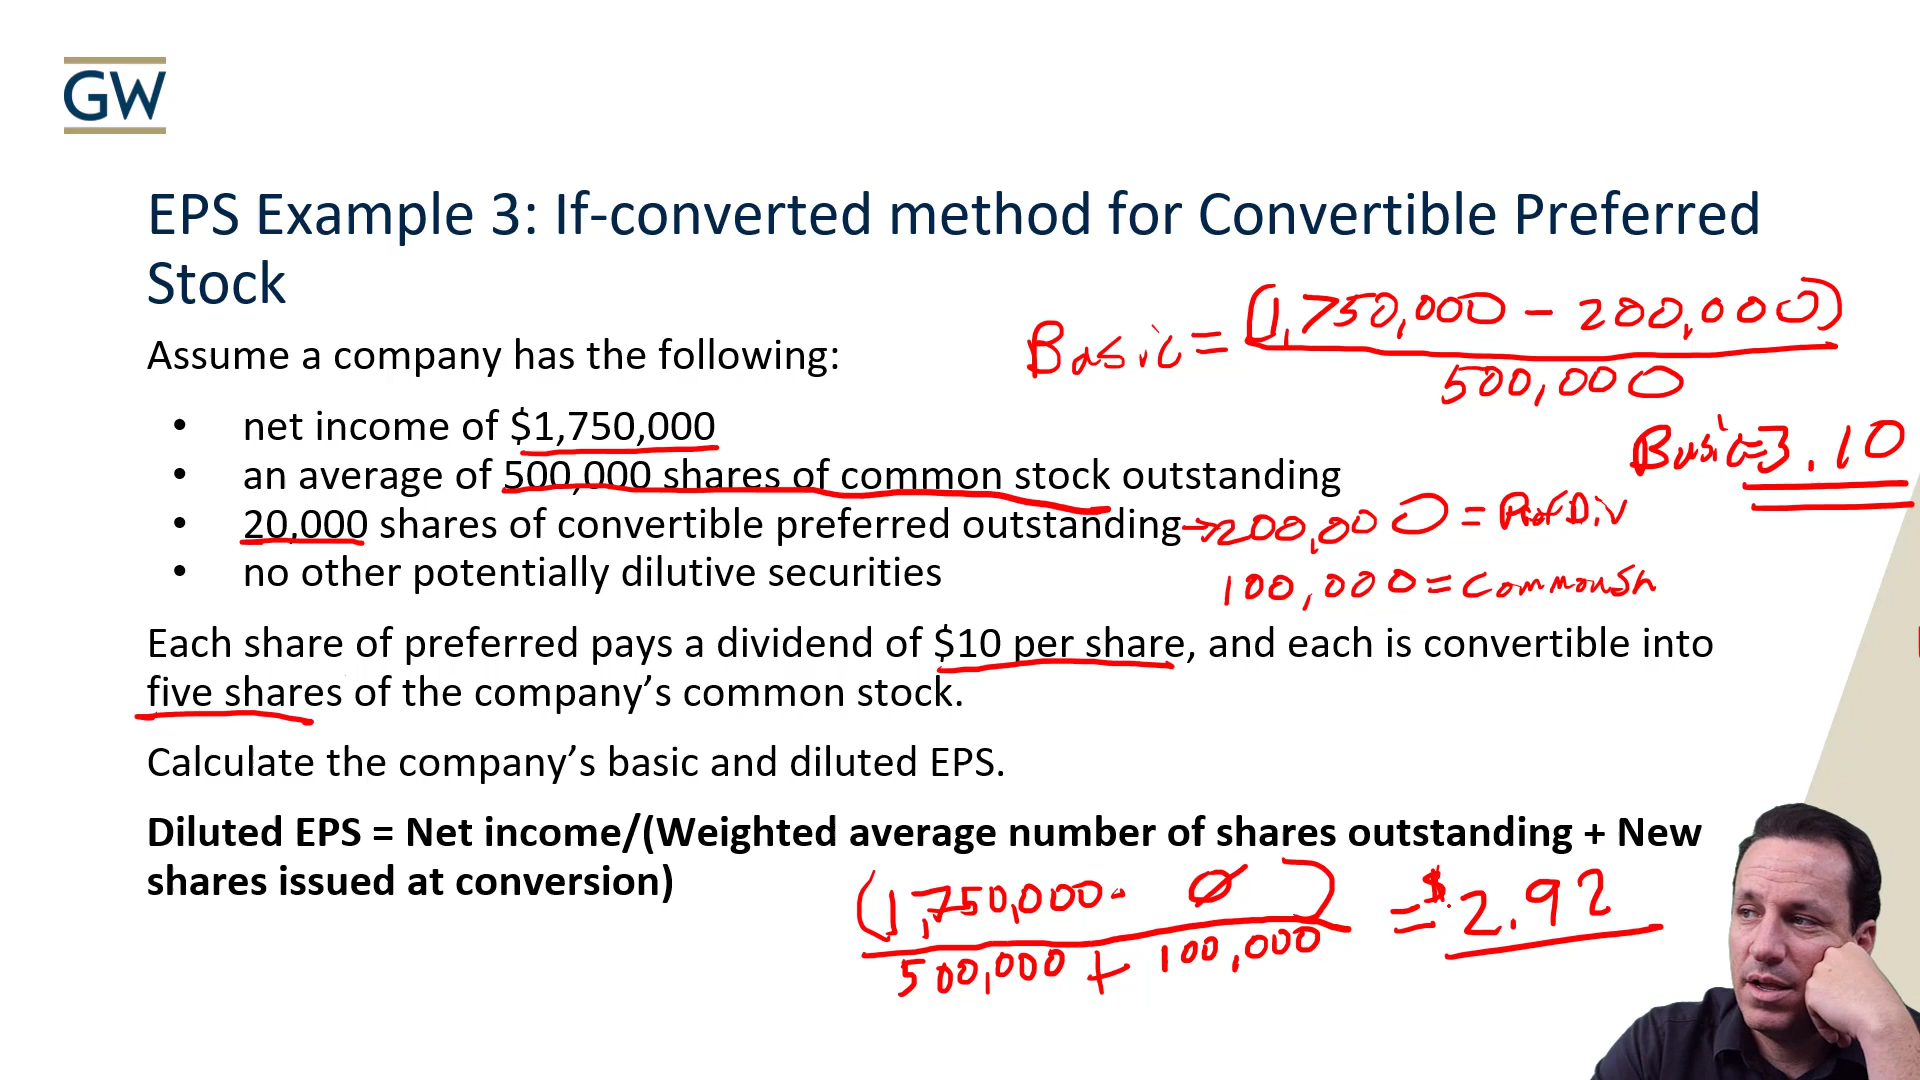 GW
EPS Example 3: If-converted method for Convertible Preferred
Stock
Basic = (1,750,000 - 200,000)
500,000
Assume a company has the following:
• net income of $1,750,000
Basic=3.10
• an average of 500,000 shares of common stock outstanding
• 20,000 shares of convertible preferred outstanding → 200,000 = Pref Div
• no other potentially dilutive securities
100,000 = Common Sh
Each share of preferred pays a dividend of $10 per share, and each is convertible into
five shares of the company’s common stock.
Calculate the company’s basic and diluted EPS.
Diluted EPS = Net income/(Weighted average number of shares outstanding + New
shares issued at conversion)
(1,750,000 - Ø) = $2.92
500,000 + 100,000